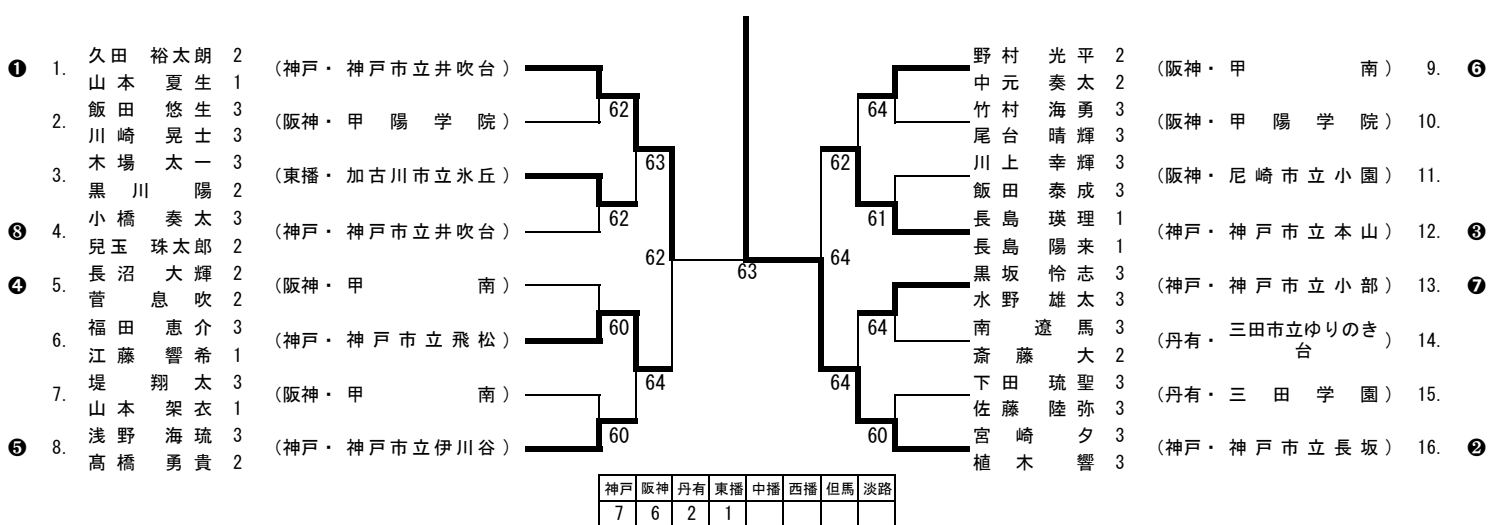 久田 裕太朗 2
❶ 1. (神戸・神戸市立井吹台)
山本 夏生 1
飯田 悠生 3
2. (阪神・甲陽学院)
川崎 晃士 3
木場 太一 3
3. (東播・加古川市立氷丘)
黒川 陽 2
小橋 奏太 3
❽ 4. (神戸・神戸市立井吹台)
兒玉 珠太郎 2
長沼 大輝 2
❹ 5. (阪神・甲南)
菅 息吹 2
福田 恵介 3
6. (神戸・神戸市立飛松)
江藤 響希 1
堤 翔太 3
7. (阪神・甲南)
山本 架衣 1
浅野 海琉 3
❺ 8. (神戸・神戸市立伊川谷)
髙橋 勇貴 2
62
62
60
60
63
64
62
63
64
62
64
64
61
64
60
野村 光平 2
(阪神・甲南) 9. ❻
中元 奏太 2
竹村 海勇 3
(阪神・甲陽学院) 10.
尾台 晴輝 3
川上 幸輝 3
(阪神・尼崎市立小園) 11.
飯田 泰成 3
長島 瑛理 1
(神戸・神戸市立本山) 12. ❸
長島 陽来 1
黒坂 怜志 3
(神戸・神戸市立小部) 13. ❼
水野 雄太 3
南 遼馬 3
(丹有・三田市立ゆりのき台) 14.
斎藤 大 2
下田 琉聖 3
(丹有・三田学園) 15.
佐藤 陸弥 3
宮崎 夕 3
(神戸・神戸市立長坂) 16. ❷
植木 響 3
神戸 阪神 丹有 東播 中播 西播 但馬 淡路
7 6 2 1